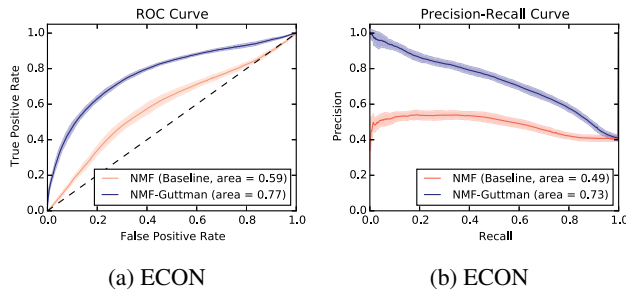 ROC Curve
True Positive Rate
1.0
0.8
0.6
0.4
0.2
0.0
NMF (Baseline, area = 0.59)
NMF-Guttman (area = 0.77)
0.0 0.2 0.4 0.6 0.8 1.0
False Positive Rate
(a) ECON
Precision-Recall Curve
Precision
1.0
0.8
0.6
0.4
0.2
0.0
NMF (Baseline, area = 0.49)
NMF-Guttman (area = 0.73)
0.0 0.2 0.4 0.6 0.8 1.0
Recall
(b) ECON